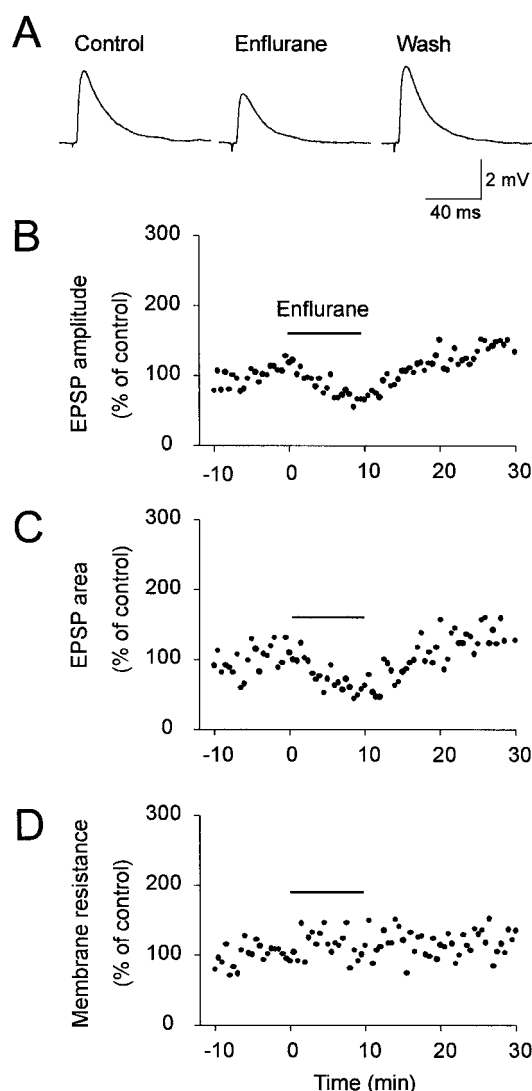 A
Control
Enflurane
Wash
2 mV
40 ms
B
EPSP amplitude
(% of control)
300
200
100
0
Enflurane
-10
0
10
20
30
C
EPSP area
(% of control)
300
200
100
0
-10
0
10
20
30
D
Membrane resistance
(% of control)
300
200
100
0
-10
0
10
20
30
Time (min)